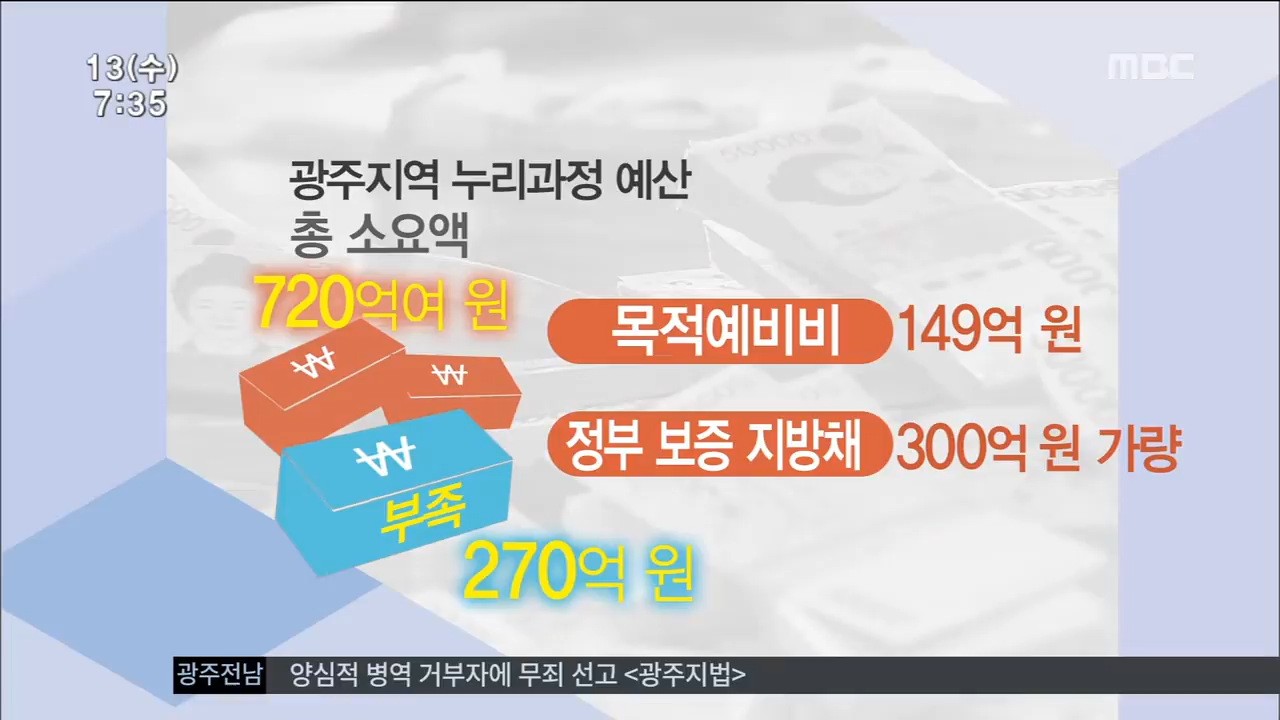 13(수)
7:35
MBC
광주지역 누리과정 예산
총 소요액
720억여 원
목적예비비 149억 원
정부 보증 지방채 300억 원 가량
부족
270억 원
광주전남 양심적 병역 거부자에 무죄 선고 <광주지법>